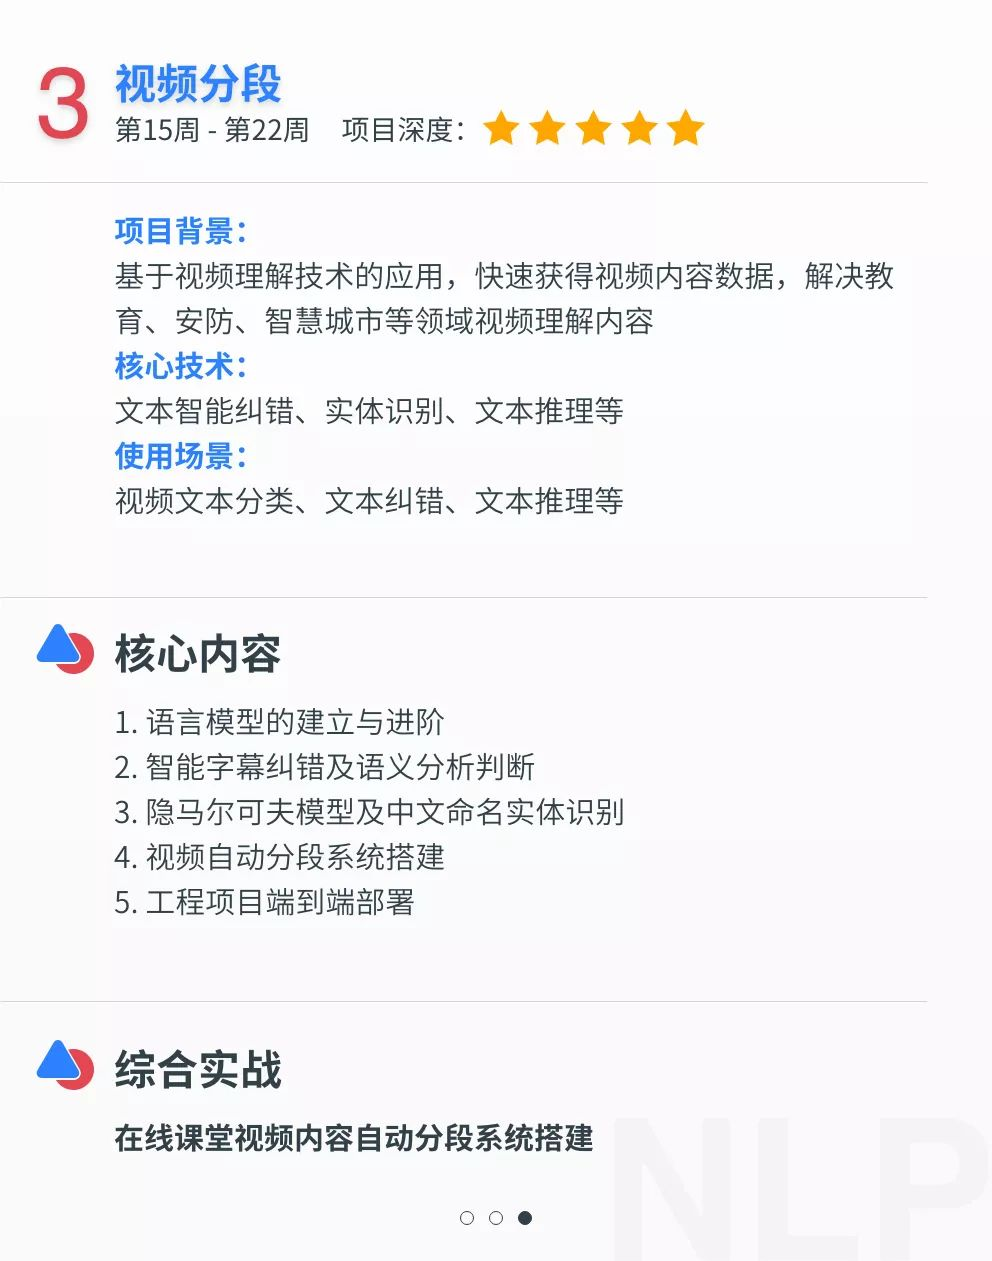 3 视频分段
第15周 - 第22周 项目深度：
项目背景：
基于视频理解技术的应用，快速获得视频内容数据，解决教
育、安防、智慧城市等领域视频理解内容
核心技术：
文本智能纠错、实体识别、文本推理等
使用场景：
视频文本分类、文本纠错、文本推理等
核心内容
1. 语言模型的建立与进阶
2. 智能字幕纠错及语义分析判断
3. 隐马尔可夫模型及中文命名实体识别
4. 视频自动分段系统搭建
5. 工程项目端到端部署
综合实战
在线课堂视频内容自动分段系统搭建
NLP